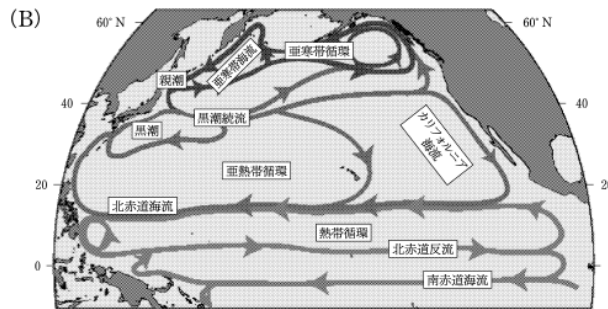 (B)
60° N
60° N
亜寒帯循環
亜寒帯海流
親潮
40
40
黒潮続流
黒潮
カリフォルニア
海流
亜熱帯循環
20
20
北赤道海流
熱帯循環
北赤道反流
0
0
南赤道海流